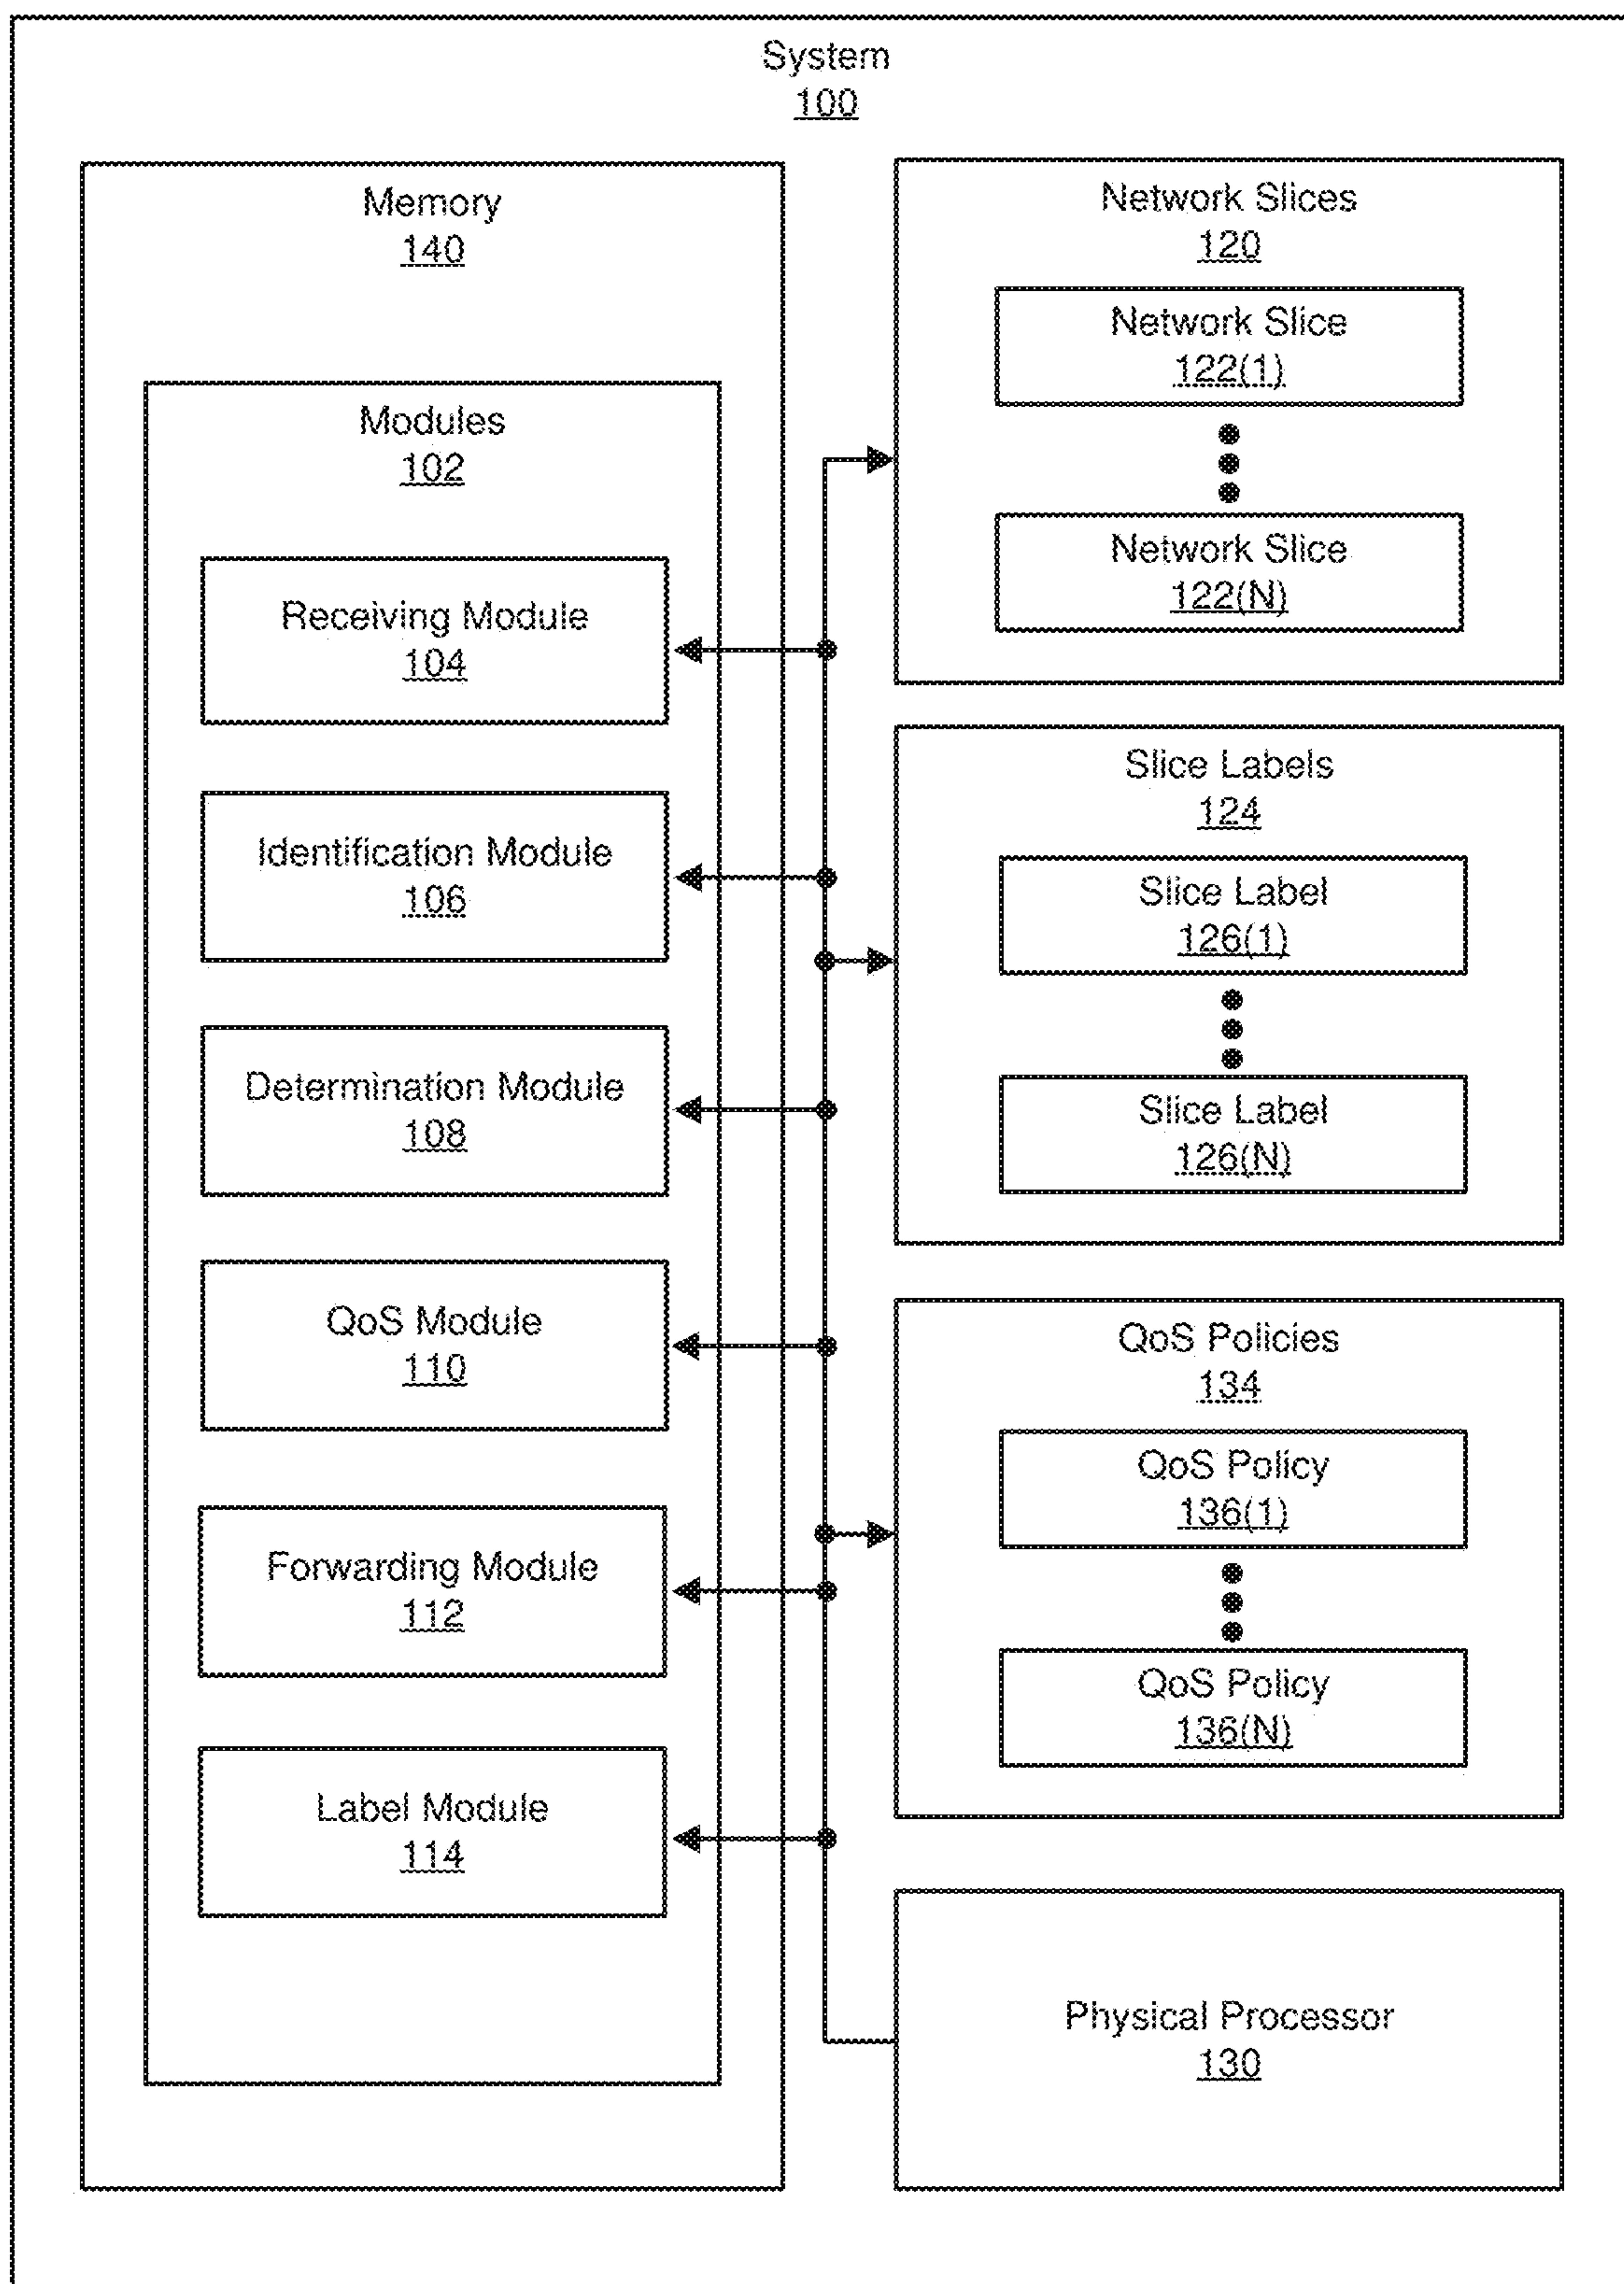 System
100
Memory
140
Modules
102
Receiving Module
104
Identification Module
106
Determination Module
108
QoS Module
110
Forwarding Module
112
Label Module
114
Network Slices
120
Network Slice
122(1)
Network Slice
122(N)
Slice Labels
124
Slice Label
126(1)
Slice Label
126(N)
QoS Policies
134
QoS Policy
136(1)
QoS Policy
136(N)
Physical Processor
130